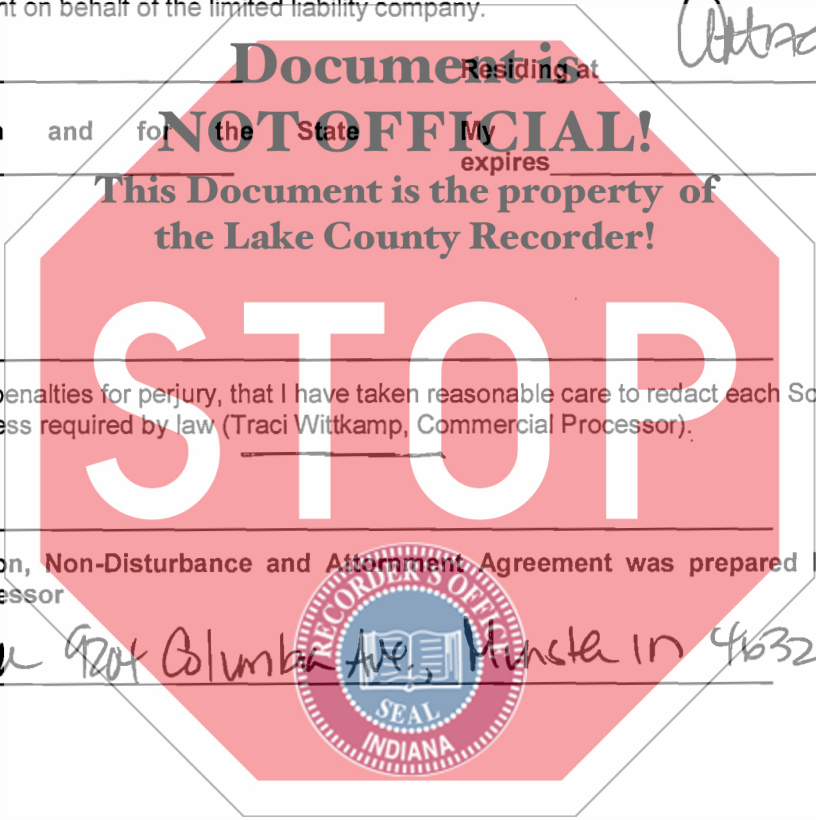 nt on behalf of the limited liability company.
Document is
Residing at
and for the State My
NOT OFFICIAL!
expires
This Document is the property of
the Lake County Recorder!
STOP
penalties for perjury, that I have taken reasonable care to redact each So
ess required by law (Traci Wittkamp, Commercial Processor).
on, Non-Disturbance and Attornment Agreement was prepared
essor
9204 Columbia Ave., Munster in 4632
RECORDER'S OFFICE
SEAL
INDIANA